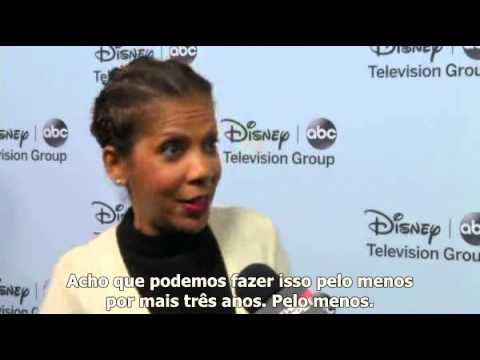 Disney abc
Television Group
Disney abc
Television Group
Disney abc
Television Group
Disney abc
Television Group
Disney abc
Television Group
Acho que podemos fazer isso pelo menos
por mais três anos. Pelo menos.